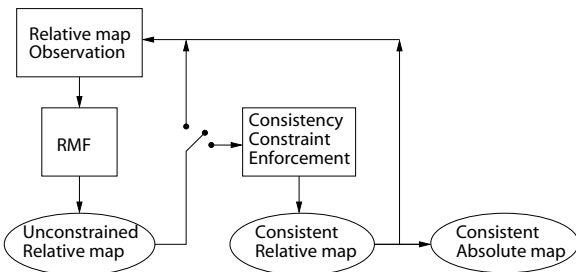 Relative map
Observation
RMF
Consistency
Constraint
Enforcement
Unconstrained
Relative map
Consistent
Relative map
Consistent
Absolute map